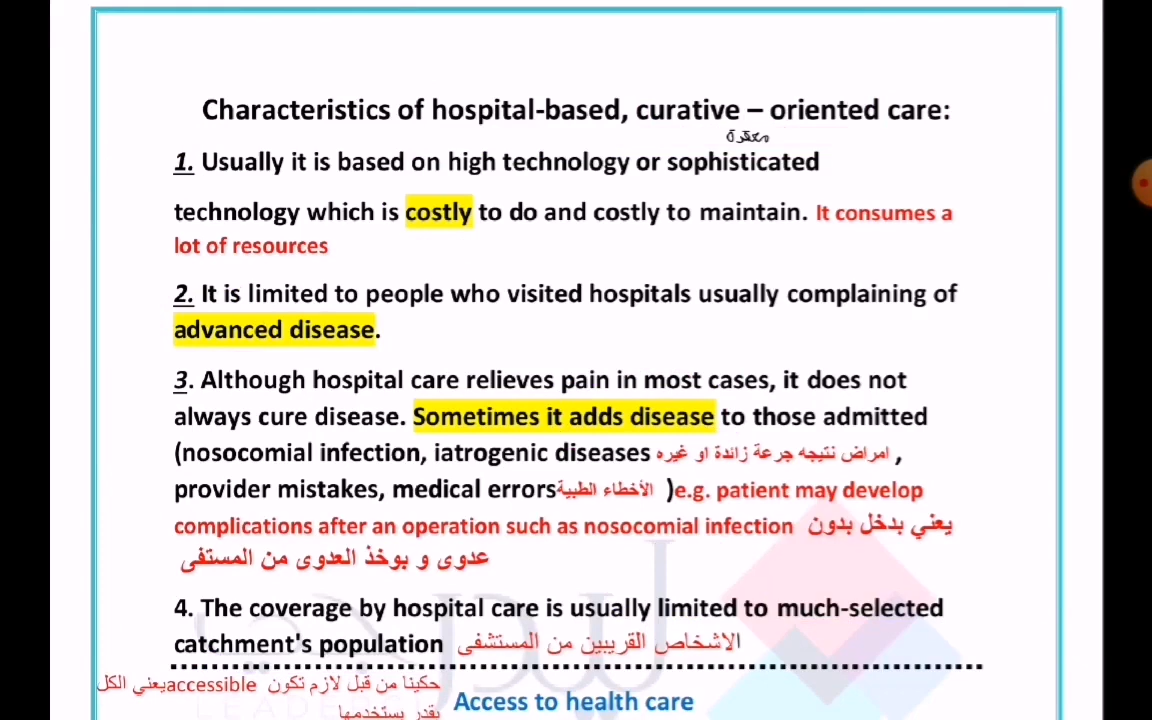 Characteristics of hospital-based, curative – oriented care:
معقدة
1. Usually it is based on high technology or sophisticated
technology which is costly to do and costly to maintain. It consumes a
lot of resources
2. It is limited to people who visited hospitals usually complaining of
advanced disease.
3. Although hospital care relieves pain in most cases, it does not
always cure disease. Sometimes it adds disease to those admitted
(nosocomial infection, iatrogenic diseases امراض نتيجه جرعة زائدة او غيره ,
provider mistakes, medical errors الأخطاء الطبية )e.g. patient may develop
complications after an operation such as nosocomial infection يعني بدخل بدون
عدوى و بوخذ العدوى من المستفى
4. The coverage by hospital care is usually limited to much-selected
catchment's population الاشخاص القريبين من المستشفى
حكينا من قبل لازم تكون accessible يعني الكل
يقدر يستخدمها
Access to health care